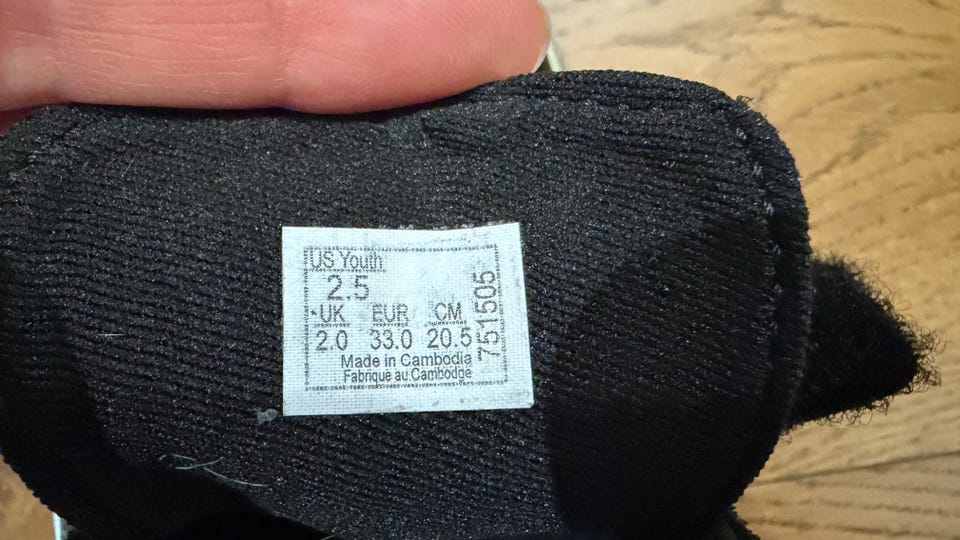 US Youth
2.5
UK EUR CM
2.0 33.0 20.5
Made in Cambodia
Fabrique au Cambodge
751505